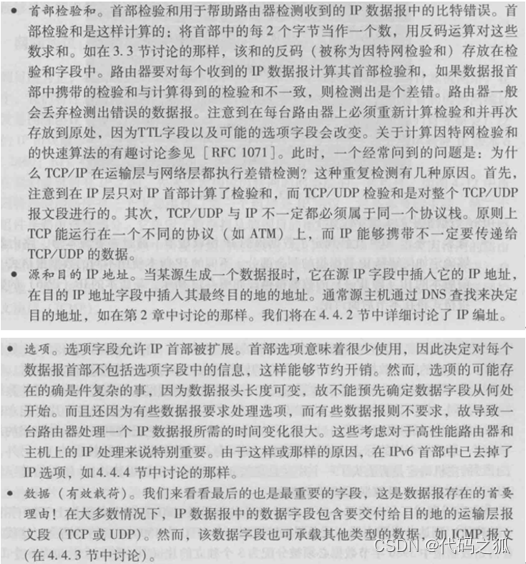 • 首部检验和。首部检验和用于帮助路由器检测收到的 IP 数据报中的比特错误。首
部检验和是这样计算的：将首部中的每 2 个字节当作一个数，用反码运算对这些
数求和。如在 3.3 节讨论的那样，该和的反码（被称为因特网检验和）存放在检
验和字段中。路由器要对每个收到的 IP 数据报计算其首部检验和，如果数据报首
部中携带的检验和与计算得到的检验和不一致，则检测出是个差错。路由器一般
会丢弃检测出错误的数据报。注意到在每台路由器上必须重新计算检验和并再次
存放到原处，因为TTL字段以及可能的选项字段会改变。关于计算因特网检验和
的快速算法的有趣讨论参见 [RFC 1071]。此时，一个经常问到的问题是：为什
么 TCP/IP 在运输层与网络层都执行差错检测？这种重复检测有几种原因。首先，
注意到在 IP 层只对 IP 首部计算了检验和，而 TCP/UDP 检验和是对整个 TCP/UDP
报文段进行的。其次，TCP/UDP 与 IP 不一定都必须属于同一个协议栈。原则上
TCP 能运行在一个不同的协议（如 ATM）上，而 IP 能够携带不一定要传递给
TCP/UDP 的数据。
• 源和目的 IP 地址。当某源生成一个数据报时，它在源 IP 字段中插入它的 IP 地址，
在目的 IP 地址字段中插入其最终目的地的地址。通常源主机通过 DNS 查找来决定
目的地址，如在第 2 章中讨论的那样。我们将在 4.4.2 节中详细讨论了 IP 编址。
• 选项。选项字段允许 IP 首部被扩展。首部选项意味着很少使用，因此决定对每个
数据报首部不包括选项字段中的信息，这样能够节约开销。然而，选项的可能存
在的确是件复杂的事，因为数据报头长度可变，故不能预先确定数据字段从何处
开始。而且还因为有些数据报要求处理选项，而有些数据报则不要求，故导致一
台路由器处理一个 IP 数据报所需的时间变化很大。这些考虑对于高性能路由器和
主机上的 IP 处理来说特别重要。由于这样或那样的原因，在 IPv6 首部中已去掉了
IP 选项，如 4.4.4 节中讨论的那样。
• 数据（有效载荷）。我们来看看最后的也是最重要的字段，这是数据报存在的首要
理由！在大多数情况下，IP 数据报中的数据字段包含要交付给目的地的运输层报
文段（TCP 或 UDP）。然而，该数据字段也可承载其他类型的数据，如 ICMP 报文
（在 4.4.3 节中讨论）。
CSDN @代码之狐